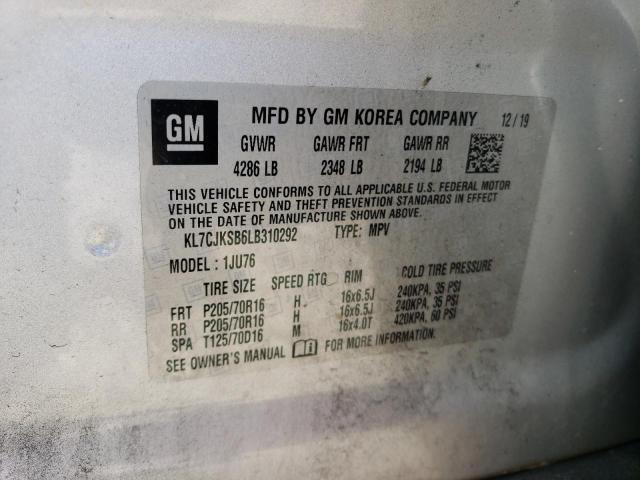 GM
MFD BY GM KOREA COMPANY 12/19
GVWR GAWR FRT GAWR RR
4286 LB 2348 LB 2194 LB
THIS VEHICLE CONFORMS TO ALL APPLICABLE U.S. FEDERAL MOTOR
VEHICLE SAFETY AND THEFT PREVENTION STANDARDS IN EFFECT ON
THE DATE OF MANUFACTURE SHOWN ABOVE.
KL7CJKSB6LB310292 TYPE: MPV
MODEL: 1JU76
TIRE SIZE SPEED RTG RIM COLD TIRE PRESSURE
FRT P205/70R16 H 16x6.5J 240KPA, 35 PSI
RR P205/70R16 H 16x6.5J 240KPA, 35 PSI
SPA T125/70D16 M 16x4.0T 420KPA, 60 PSI
SEE OWNER'S MANUAL FOR MORE INFORMATION.